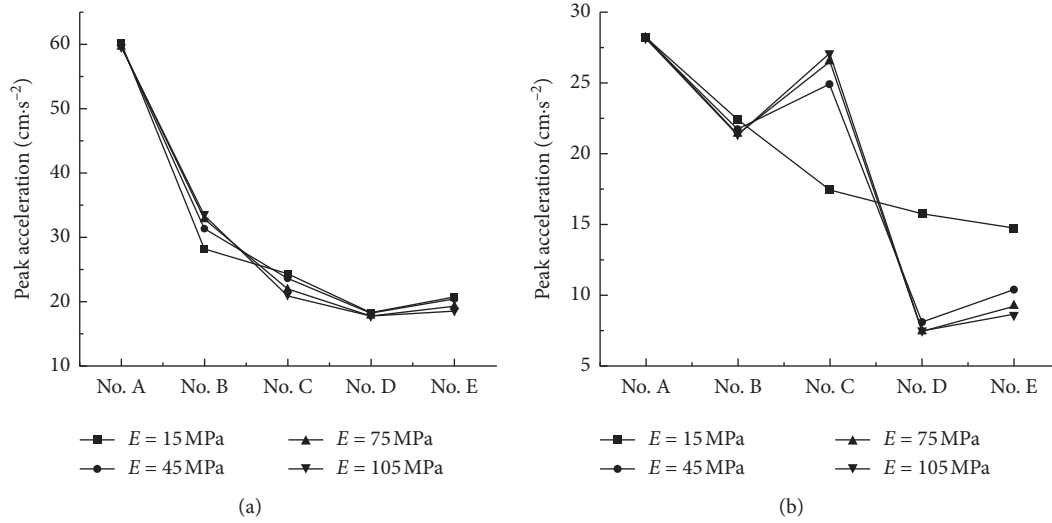 60
50
40
30
20
10
Peak acceleration (cm·s⁻²)
No. A No. B No. C No. D No. E
E = 15 MPa
E = 75 MPa
E = 45 MPa
E = 105 MPa
(a)
30
25
20
15
10
5
Peak acceleration (cm·s⁻²)
No. A No. B No. C No. D No. E
E = 15 MPa
E = 75 MPa
E = 45 MPa
E = 105 MPa
(b)